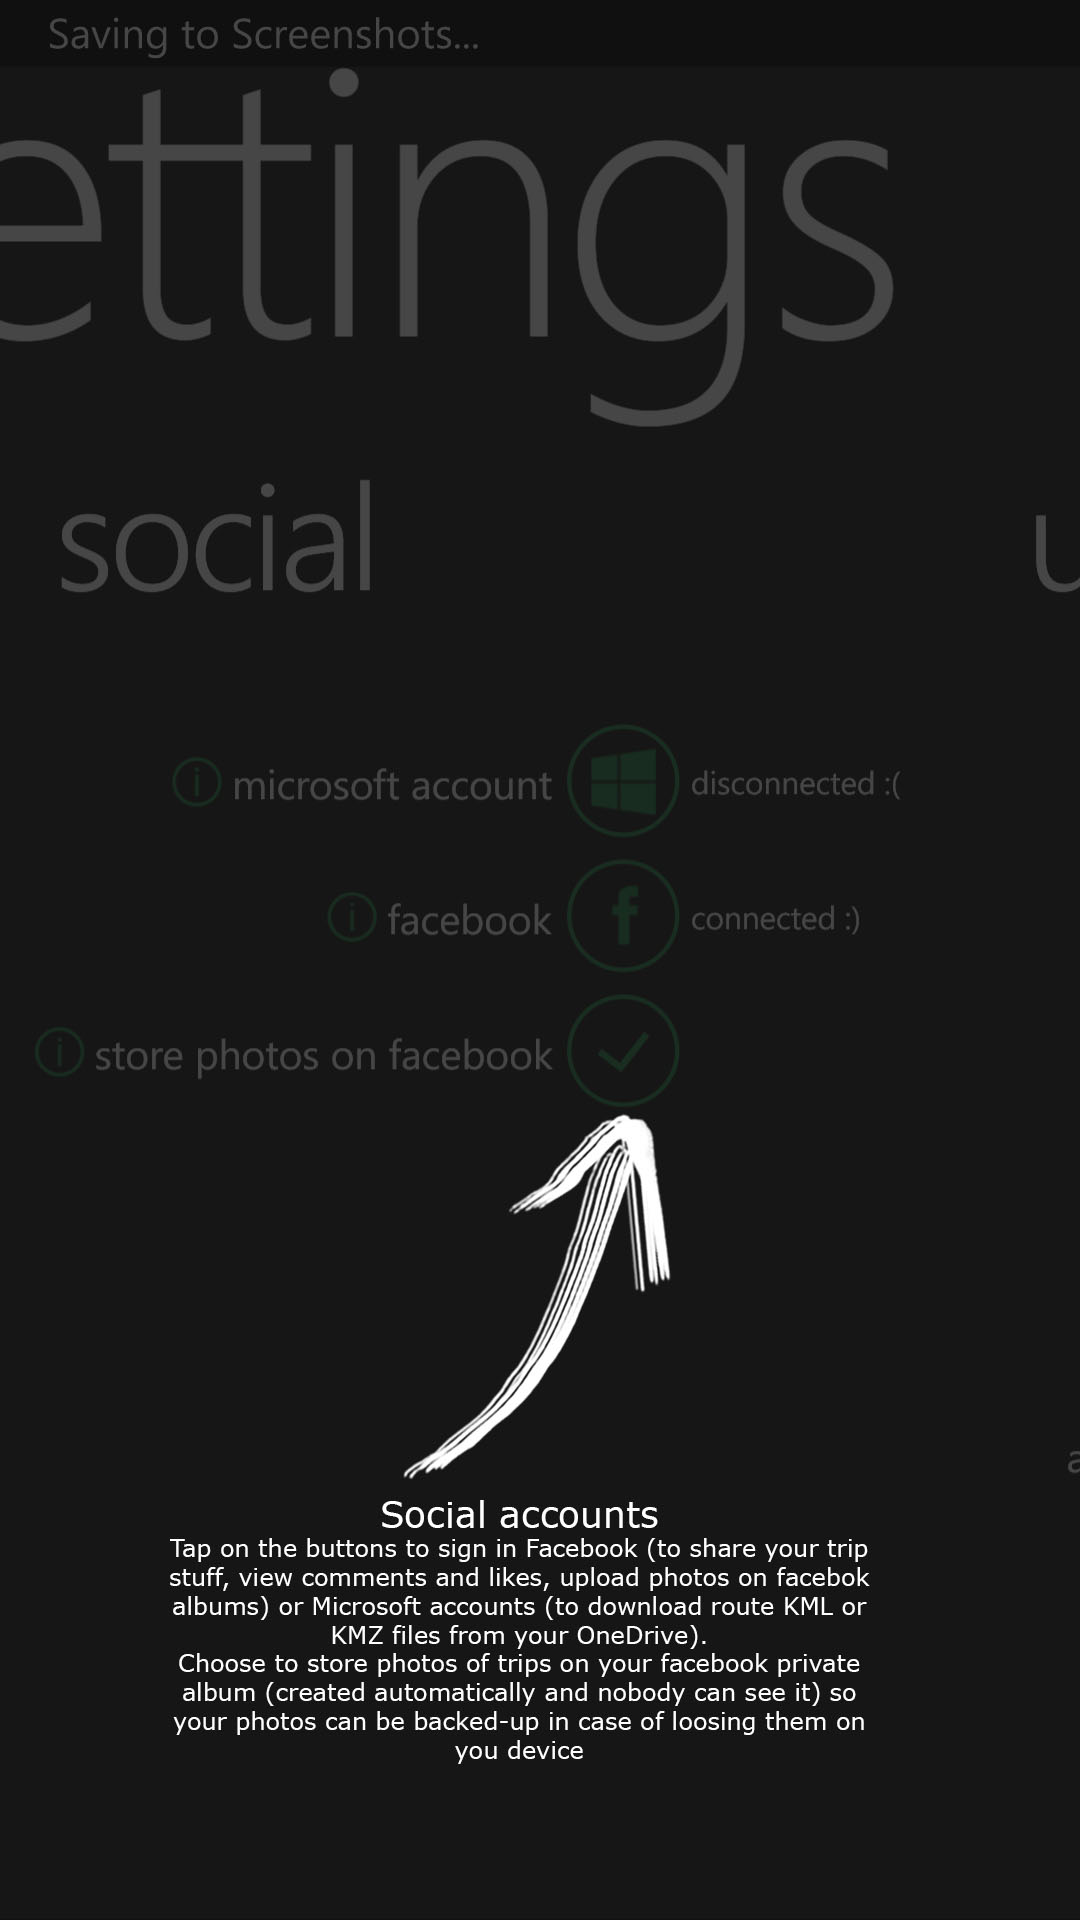 Saving to Screenshots...
ettings
social
u
i microsoft account disconnected :(
i facebook f connected :)
i store photos on facebook
a
Social accounts
Tap on the buttons to sign in Facebook (to share your trip
stuff, view comments and likes, upload photos on facebok
albums) or Microsoft accounts (to download route KML or
KMZ files from your OneDrive).
Choose to store photos of trips on your facebook private
album (created automatically and nobody can see it) so
your photos can be backed-up in case of loosing them on
you device